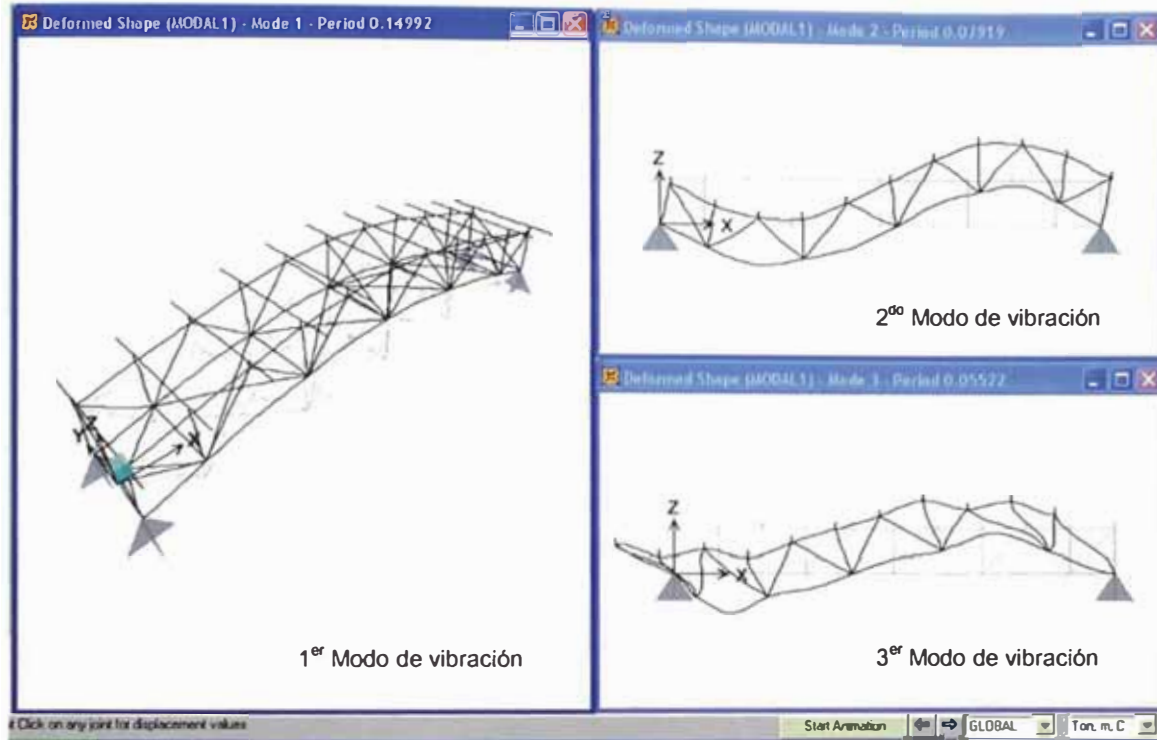 Deformed Shape (MODAL1) - Mode 1 - Period 0.14992
Z
Y
X
1er Modo de vibración
Deformed Shape (MODAL1) - Mode 2 - Period 0.07919
Z
X
2do Modo de vibración
Deformed Shape (MODAL1) - Mode 3 - Period 0.05522
Z
X
3er Modo de vibración
Click on any joint for displacement values
Start Animation
GLOBAL
Ton, m, C